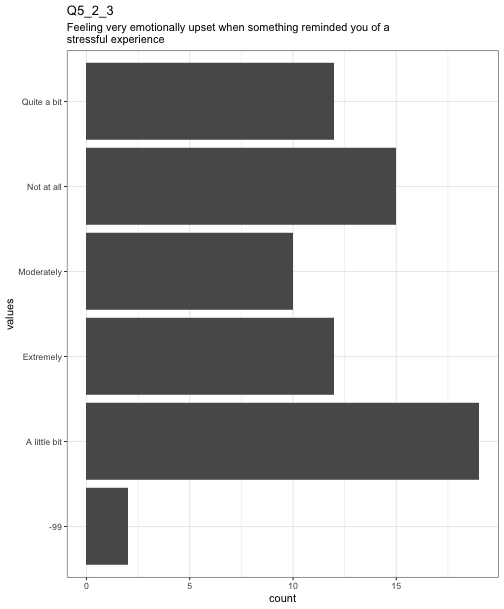 Q5_2_3
Feeling very emotionally upset when something reminded you of a
stressful experience
Quite a bit
Not at all
Moderately
Extremely
A little bit
-99
values
0 5 10 15
count